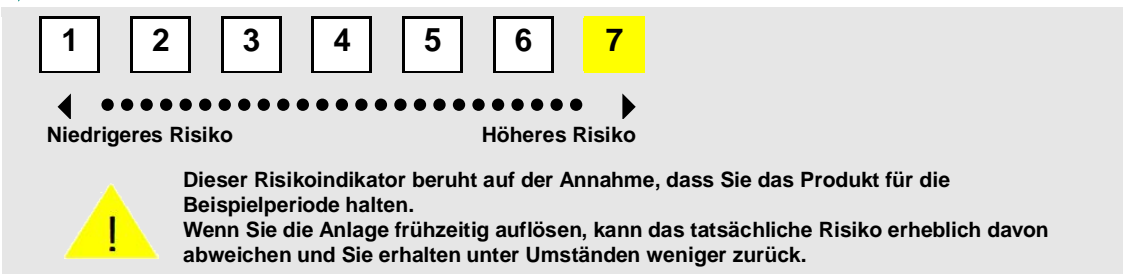 1 2 3 4 5 6 7
Niedrigeres Risiko Höheres Risiko
!
Dieser Risikoindikator beruht auf der Annahme, dass Sie das Produkt für die
Beispielperiode halten.
Wenn Sie die Anlage frühzeitig auflösen, kann das tatsächliche Risiko erheblich davon
abweichen und Sie erhalten unter Umständen weniger zurück.